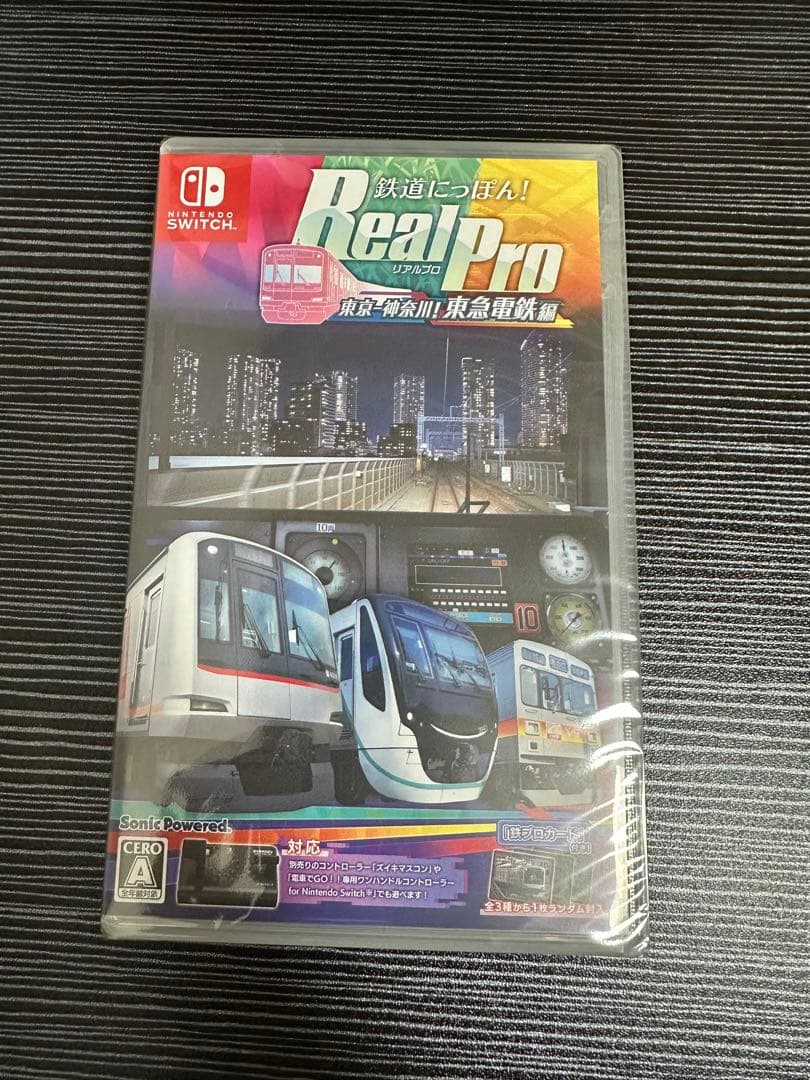 NINTENDO
SWITCH™
鉄道にっぽん!
Real Pro
リアルプロ
東京-神奈川!東急電鉄編
10両
10
Sonic Powered.
CERO
A
全年齢対象
対応
別売りのコントローラー「ズイキマスコン」や
「電車でGO!!専用ワンハンドルコントローラー
for Nintendo Switch※」でも遊べます!
「鉄プロカード」
付き!
全3種から1枚ランダム封入